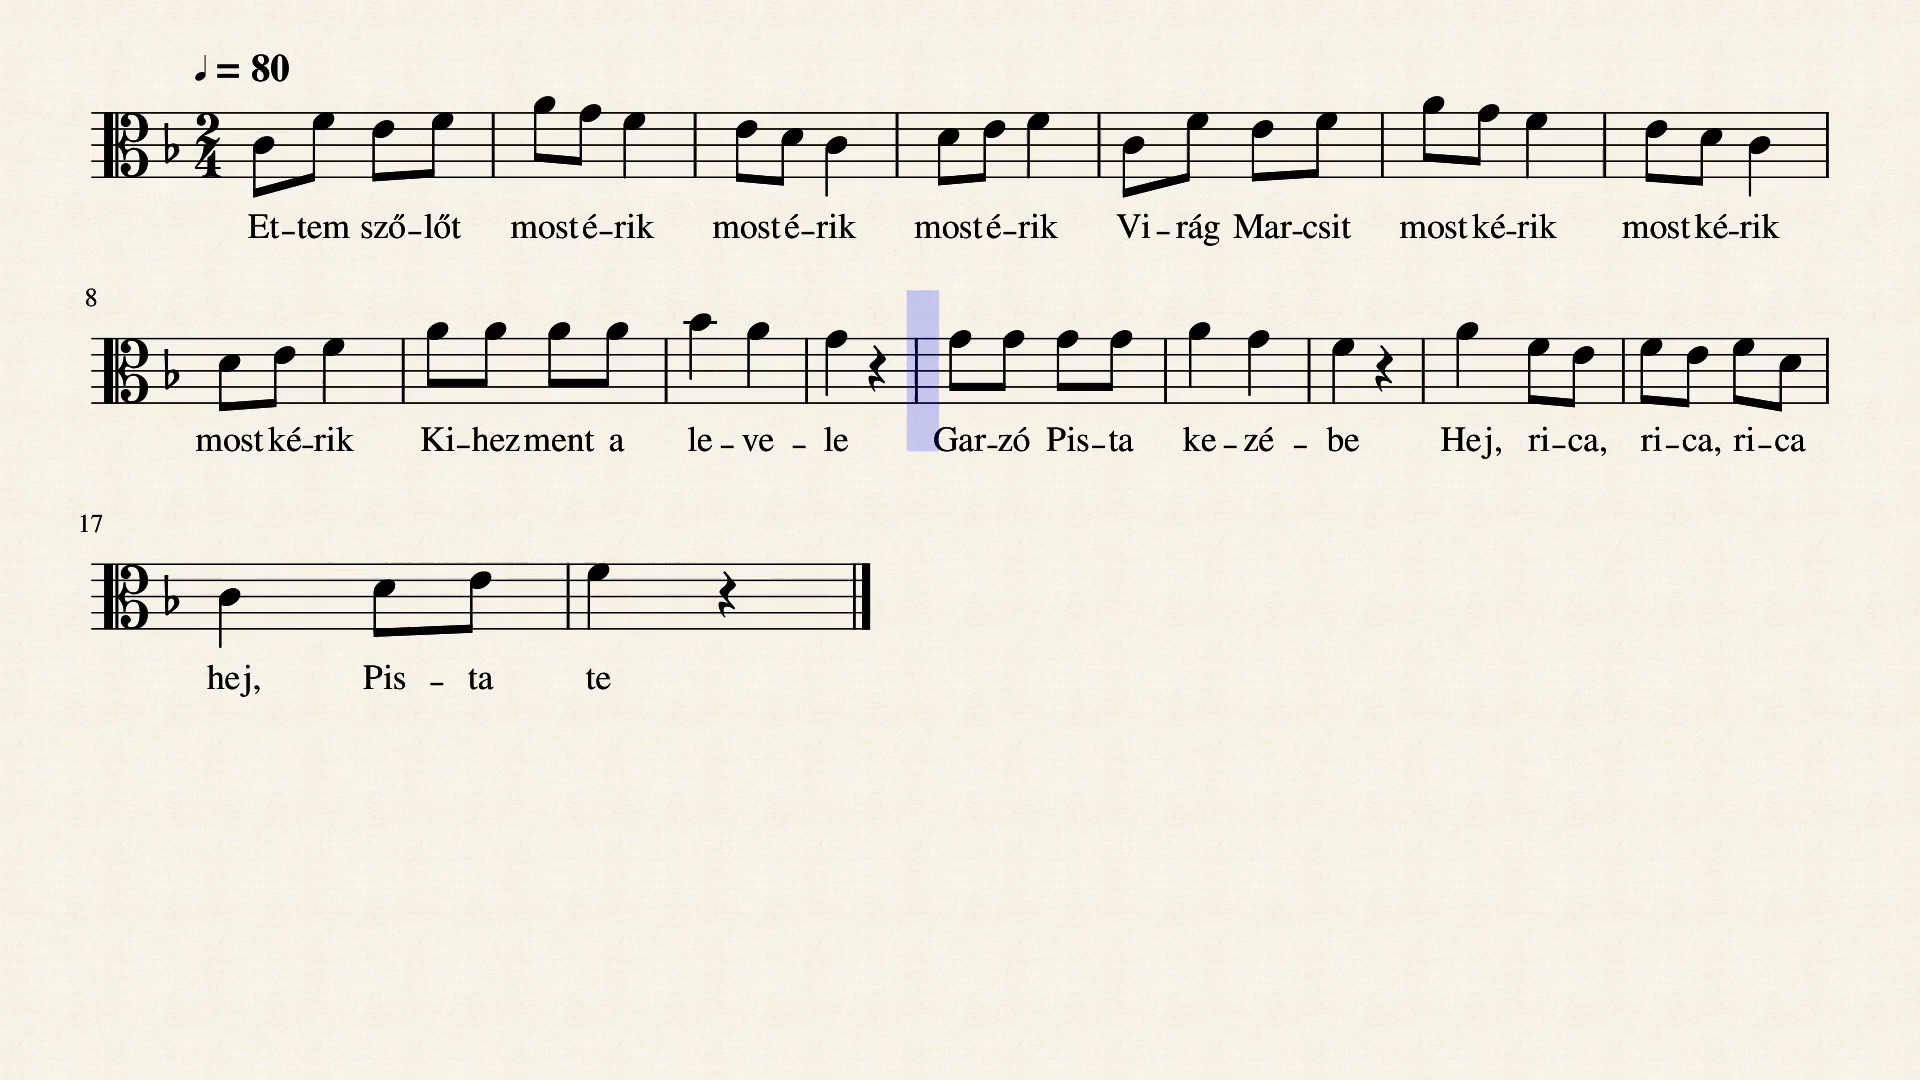 ♩ = 80
Et-tem sző-lőt most é-rik most é-rik most é-rik Vi-rág Mar-csit most ké-rik most ké-rik
8
most ké-rik Ki-hez ment a le-ve-le Gar-zó Pis-ta ke-zé-be Hej, ri-ca, ri-ca, ri-ca
17
hej, Pis-ta te